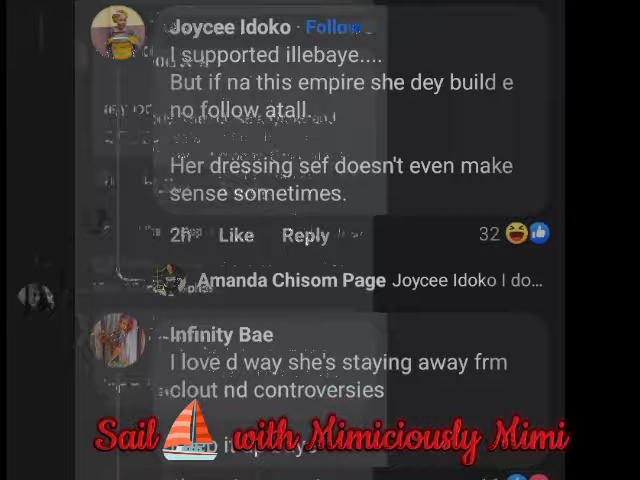 Joycee Idoko · Follow
I supported illebaye....
But if na this empire she dey build e
no follow atall.
Her dressing sef doesn't even make
sense sometimes.
2h Like Reply 32
Amanda Chisom Page Joycee Idoko I do...
Infinity Bae
I love d way she's staying away frm
clout nd controversies
Sail with Mimiciously Mimi